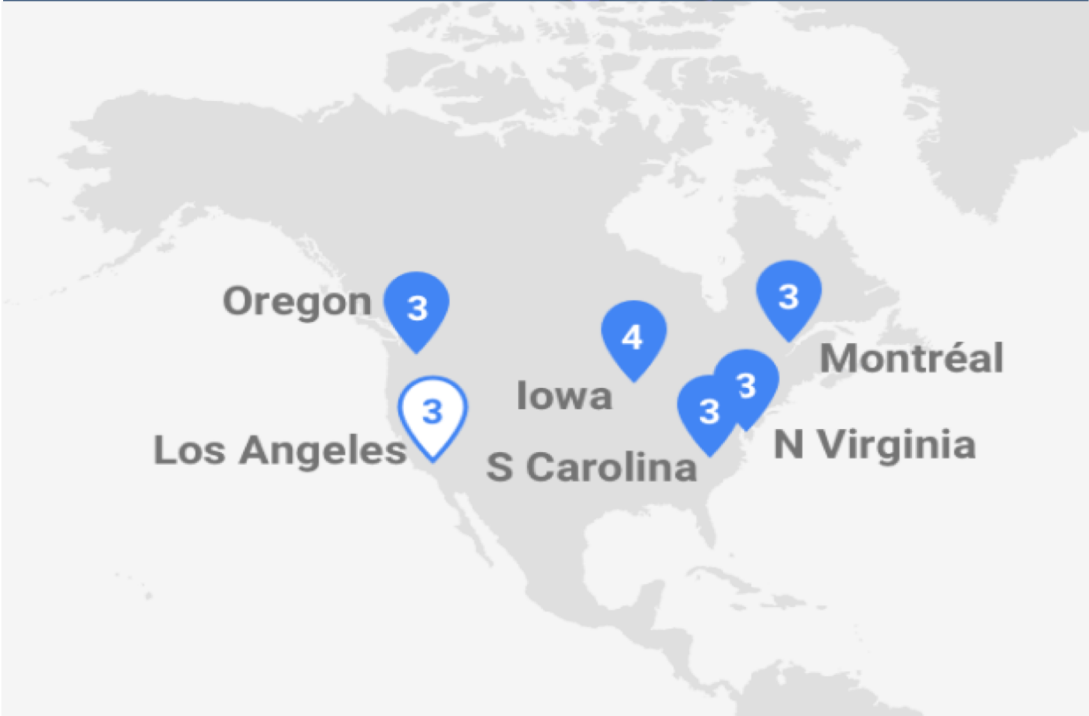 3
Oregon 3
4
Montréal
3
Iowa
3
3
Los Angeles
N Virginia
S Carolina